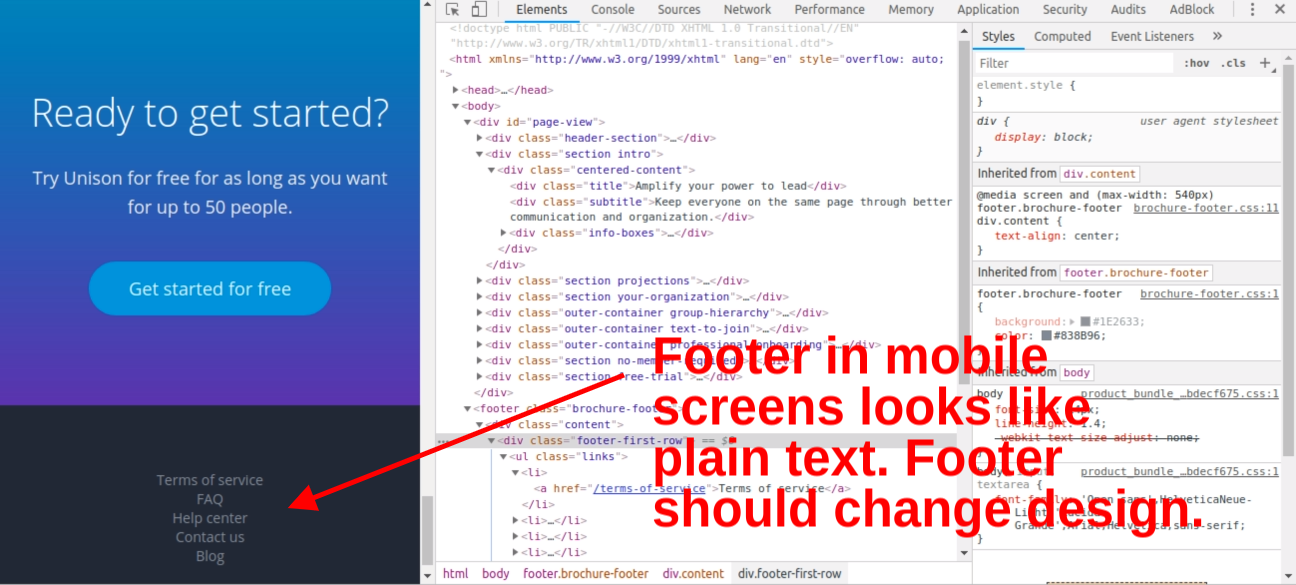 Ready to get started?
Try Unison for free for as long as you want
for up to 50 people.
Get started for free
Terms of service
FAQ
Help center
Contact us
Blog
Elements Console Sources Network Performance Memory Application Security Audits AdBlock
<!doctype html PUBLIC "-//W3C//DTD XHTML 1.0 Transitional//EN"
"http://www.w3.org/TR/xhtml1/DTD/xhtml1-transitional.dtd">
<html xmlns="http://www.w3.org/1999/xhtml" lang="en" style="overflow: auto;
">
<head>…</head>
<body>
<div id="page-view">
<div class="header-section">…</div>
<div class="section intro">
<div class="centered-content">
<div class="title">Amplify your power to lead</div>
<div class="subtitle">Keep everyone on the same page through better
communication and organization.</div>
<div class="info-boxes">…</div>
</div>
</div>
<div class="section projections">…</div>
<div class="section your-organization">…</div>
<div class="outer-container group-hierarchy">…</div>
<div class="outer-container text-to-join">…</div>
<div class="outer-container professional-onboarding">…</div>
<div class="section no-member-required">…</div>
<div class="section free-trial">…</div>
</div>
<footer class="brochure-footer">
<div class="content">
… <div class="footer-first-row"> == $0
<ul class="links">
<li>
<a href="/terms-of-service">Terms of service</a>
</li>
<li>…</li>
<li>…</li>
<li>…</li>
html body footer.brochure-footer div.content div.footer-first-row
Styles Computed Event Listeners »
Filter :hov .cls +
element.style {
}
div { user agent stylesheet
display: block;
}
Inherited from div.content
@media screen and (max-width: 540px)
footer.brochure-footer brochure-footer.css:11
div.content {
text-align: center;
}
Inherited from footer.brochure-footer
footer.brochure-footer brochure-footer.css:1
{
background: #1E2633;
color: #838B96;
}
Inherited from body
body product_bundle_…bdecf675.css:1
line-height: 1.4;
-webkit-text-size-adjust: none;
}
product_bundle_…bdecf675.css:1
textarea {
font-family: 'Open sans',HelveticaNeue-
Light,
Grande',Arial,Helvetica,sans-serif;
}
Footer in mobile
screens looks like
plain text. Footer
should change design.